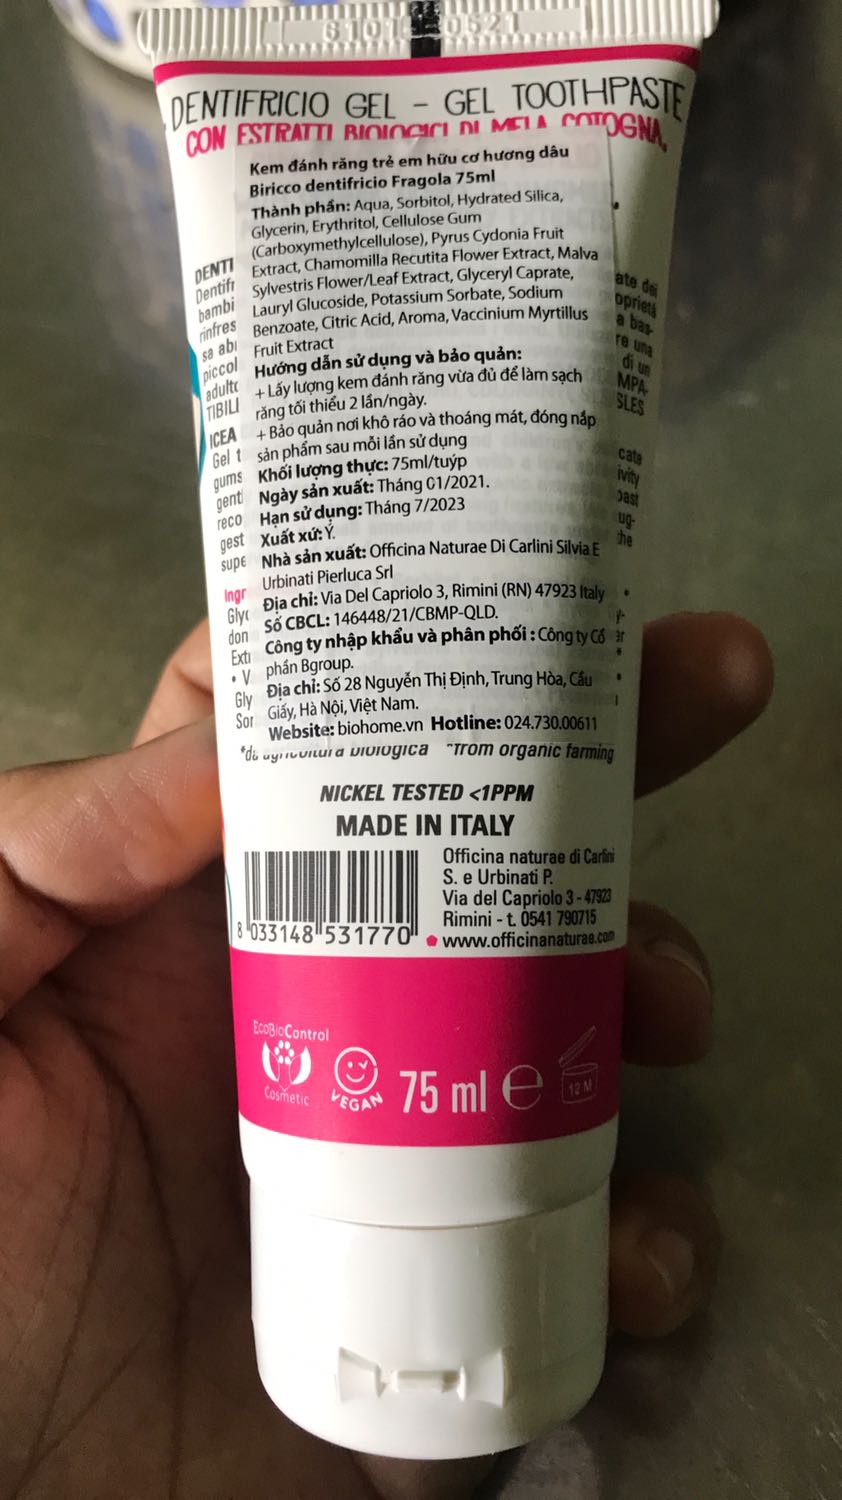 DENTIFRICIO GEL - GEL TOOTHPASTE
CON ESTRATTI BIOLOGICI DI MELA COTOGNA,
Kem đánh răng trẻ em hữu cơ hương dâu
Biricco dentifricio Fragola 75ml
Thành phần: Aqua, Sorbitol, Hydrated Silica,
Glycerin, Erythritol, Cellulose Gum
(Carboxymethylcellulose), Pyrus Cydonia Fruit
Extract, Chamomilla Recutita Flower Extract, Malva
Sylvestris Flower/Leaf Extract, Glyceryl Caprate,
Lauryl Glucoside, Potassium Sorbate, Sodium
Benzoate, Citric Acid, Aroma, Vaccinium Myrtillus
Fruit Extract
Hướng dẫn sử dụng và bảo quản:
+ Lấy lượng kem đánh răng vừa đủ để làm sạch
răng tối thiểu 2 lần/ngày.
+ Bảo quản nơi khô ráo và thoáng mát, đóng nắp
sản phẩm sau mỗi lần sử dụng
Khối lượng thực: 75ml/tuýp
Ngày sản xuất: Tháng 01/2021.
Hạn sử dụng: Tháng 7/2023
Xuất xứ: Ý.
Nhà sản xuất: Officina Naturae Di Carlini Silvia E
Urbinati Pierluca Srl
Địa chỉ: Via Del Capriolo 3, Rimini (RN) 47923 Italy
Số CBCL: 146448/21/CBMP-QLD.
Công ty nhập khẩu và phân phối : Công ty Cổ
phần Bgroup.
Địa chỉ: Số 28 Nguyễn Thị Định, Trung Hòa, Cầu
Giấy, Hà Nội, Việt Nam.
Website: biohome.vn Hotline: 024.730.00611
*da agricoltura biologica *from organic farming
NICKEL TESTED <1PPM
MADE IN ITALY
Officina naturae di Carlini
S. e Urbinati P.
Via del Capriolo 3 - 47923
Rimini - t. 0541 790715
www.officinanaturae.com
8 033148 531770
EcoBioControl
Cosmetic
VEGAN
75 ml e
12 M